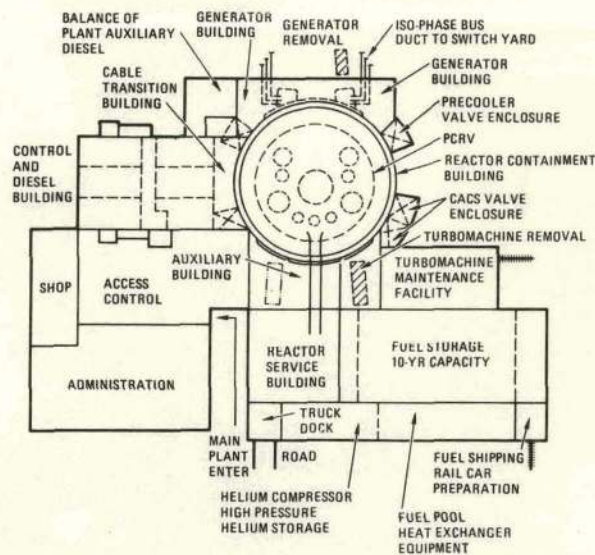 BALANCE OF
PLANT AUXILIARY
DIESEL
GENERATOR
BUILDING
GENERATOR
REMOVAL
ISO-PHASE BUS
DUCT TO SWITCH YARD
GENERATOR
BUILDING
CABLE
TRANSITION
BUILDING
PRECOOLER
VALVE ENCLOSURE
PCRV
REACTOR CONTAINMENT
BUILDING
CONTROL
AND
DIESEL
BUILDING
CACS VALVE
ENCLOSURE
TURBOMACHINE REMOVAL
AUXILIARY
BUILDING
TURBOMACHINE
MAINTENANCE
FACILITY
SHOP
ACCESS
CONTROL
ADMINISTRATION
REACTOR
SERVICE
BUILDING
FUEL STORAGE
10-YR CAPACITY
TRUCK
DOCK
MAIN
PLANT
ENTER
ROAD
FUEL SHIPPING
RAIL CAR
PREPARATION
HELIUM COMPRESSOR
HIGH PRESSURE
HELIUM STORAGE
FUEL POOL
HEAT EXCHANGER
EQUIPMENT